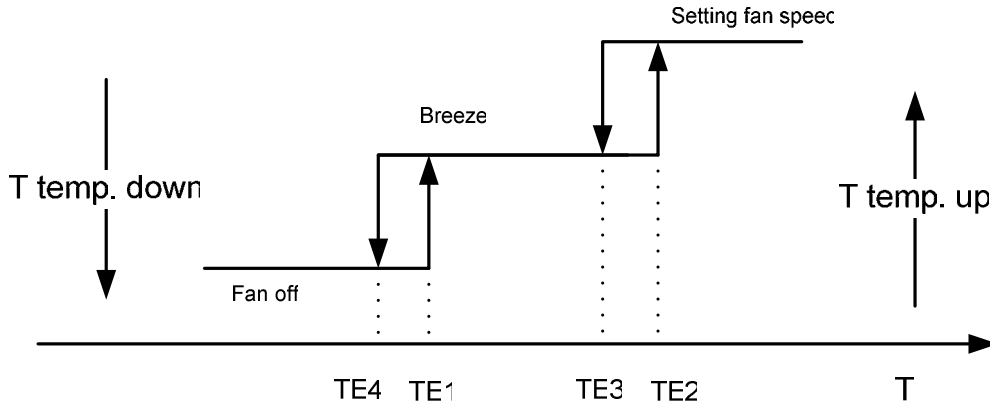 Setting fan speed
Breeze
T temp. down
T temp. up
Fan off
TE4 TE1 TE3 TE2 T